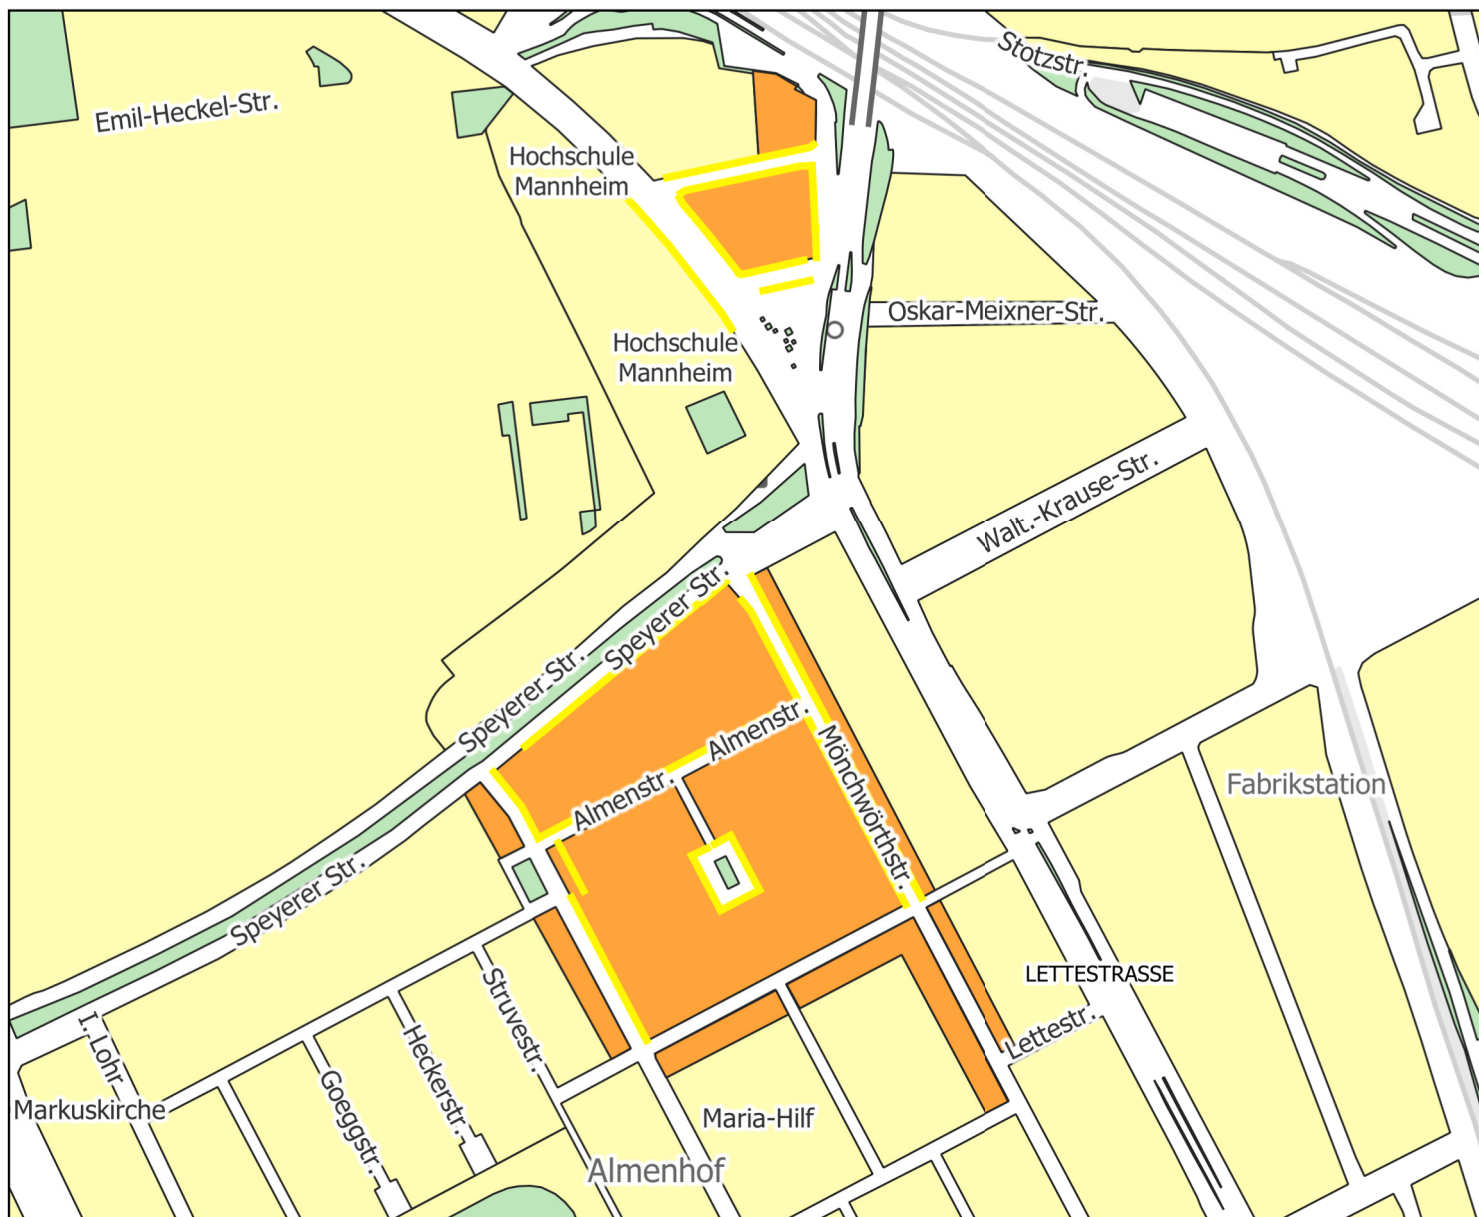 Stotzstr.
Emil-Heckel-Str.
Hochschule
Mannheim
Oskar-Meixner-Str.
Hochschule
Mannheim
Walt.-Krause-Str.
Speyerer Str.
Speyerer Str.
Almenstr.
Almenstr.
Mönchwörthstr.
Fabrikstation
Speyerer Str.
LETTESTRASSE
Lettestr.
Struvestr.
Heckerstr.
Goeggstr.
I. Lohr
Markuskirche
Maria-Hilf
Almenhof